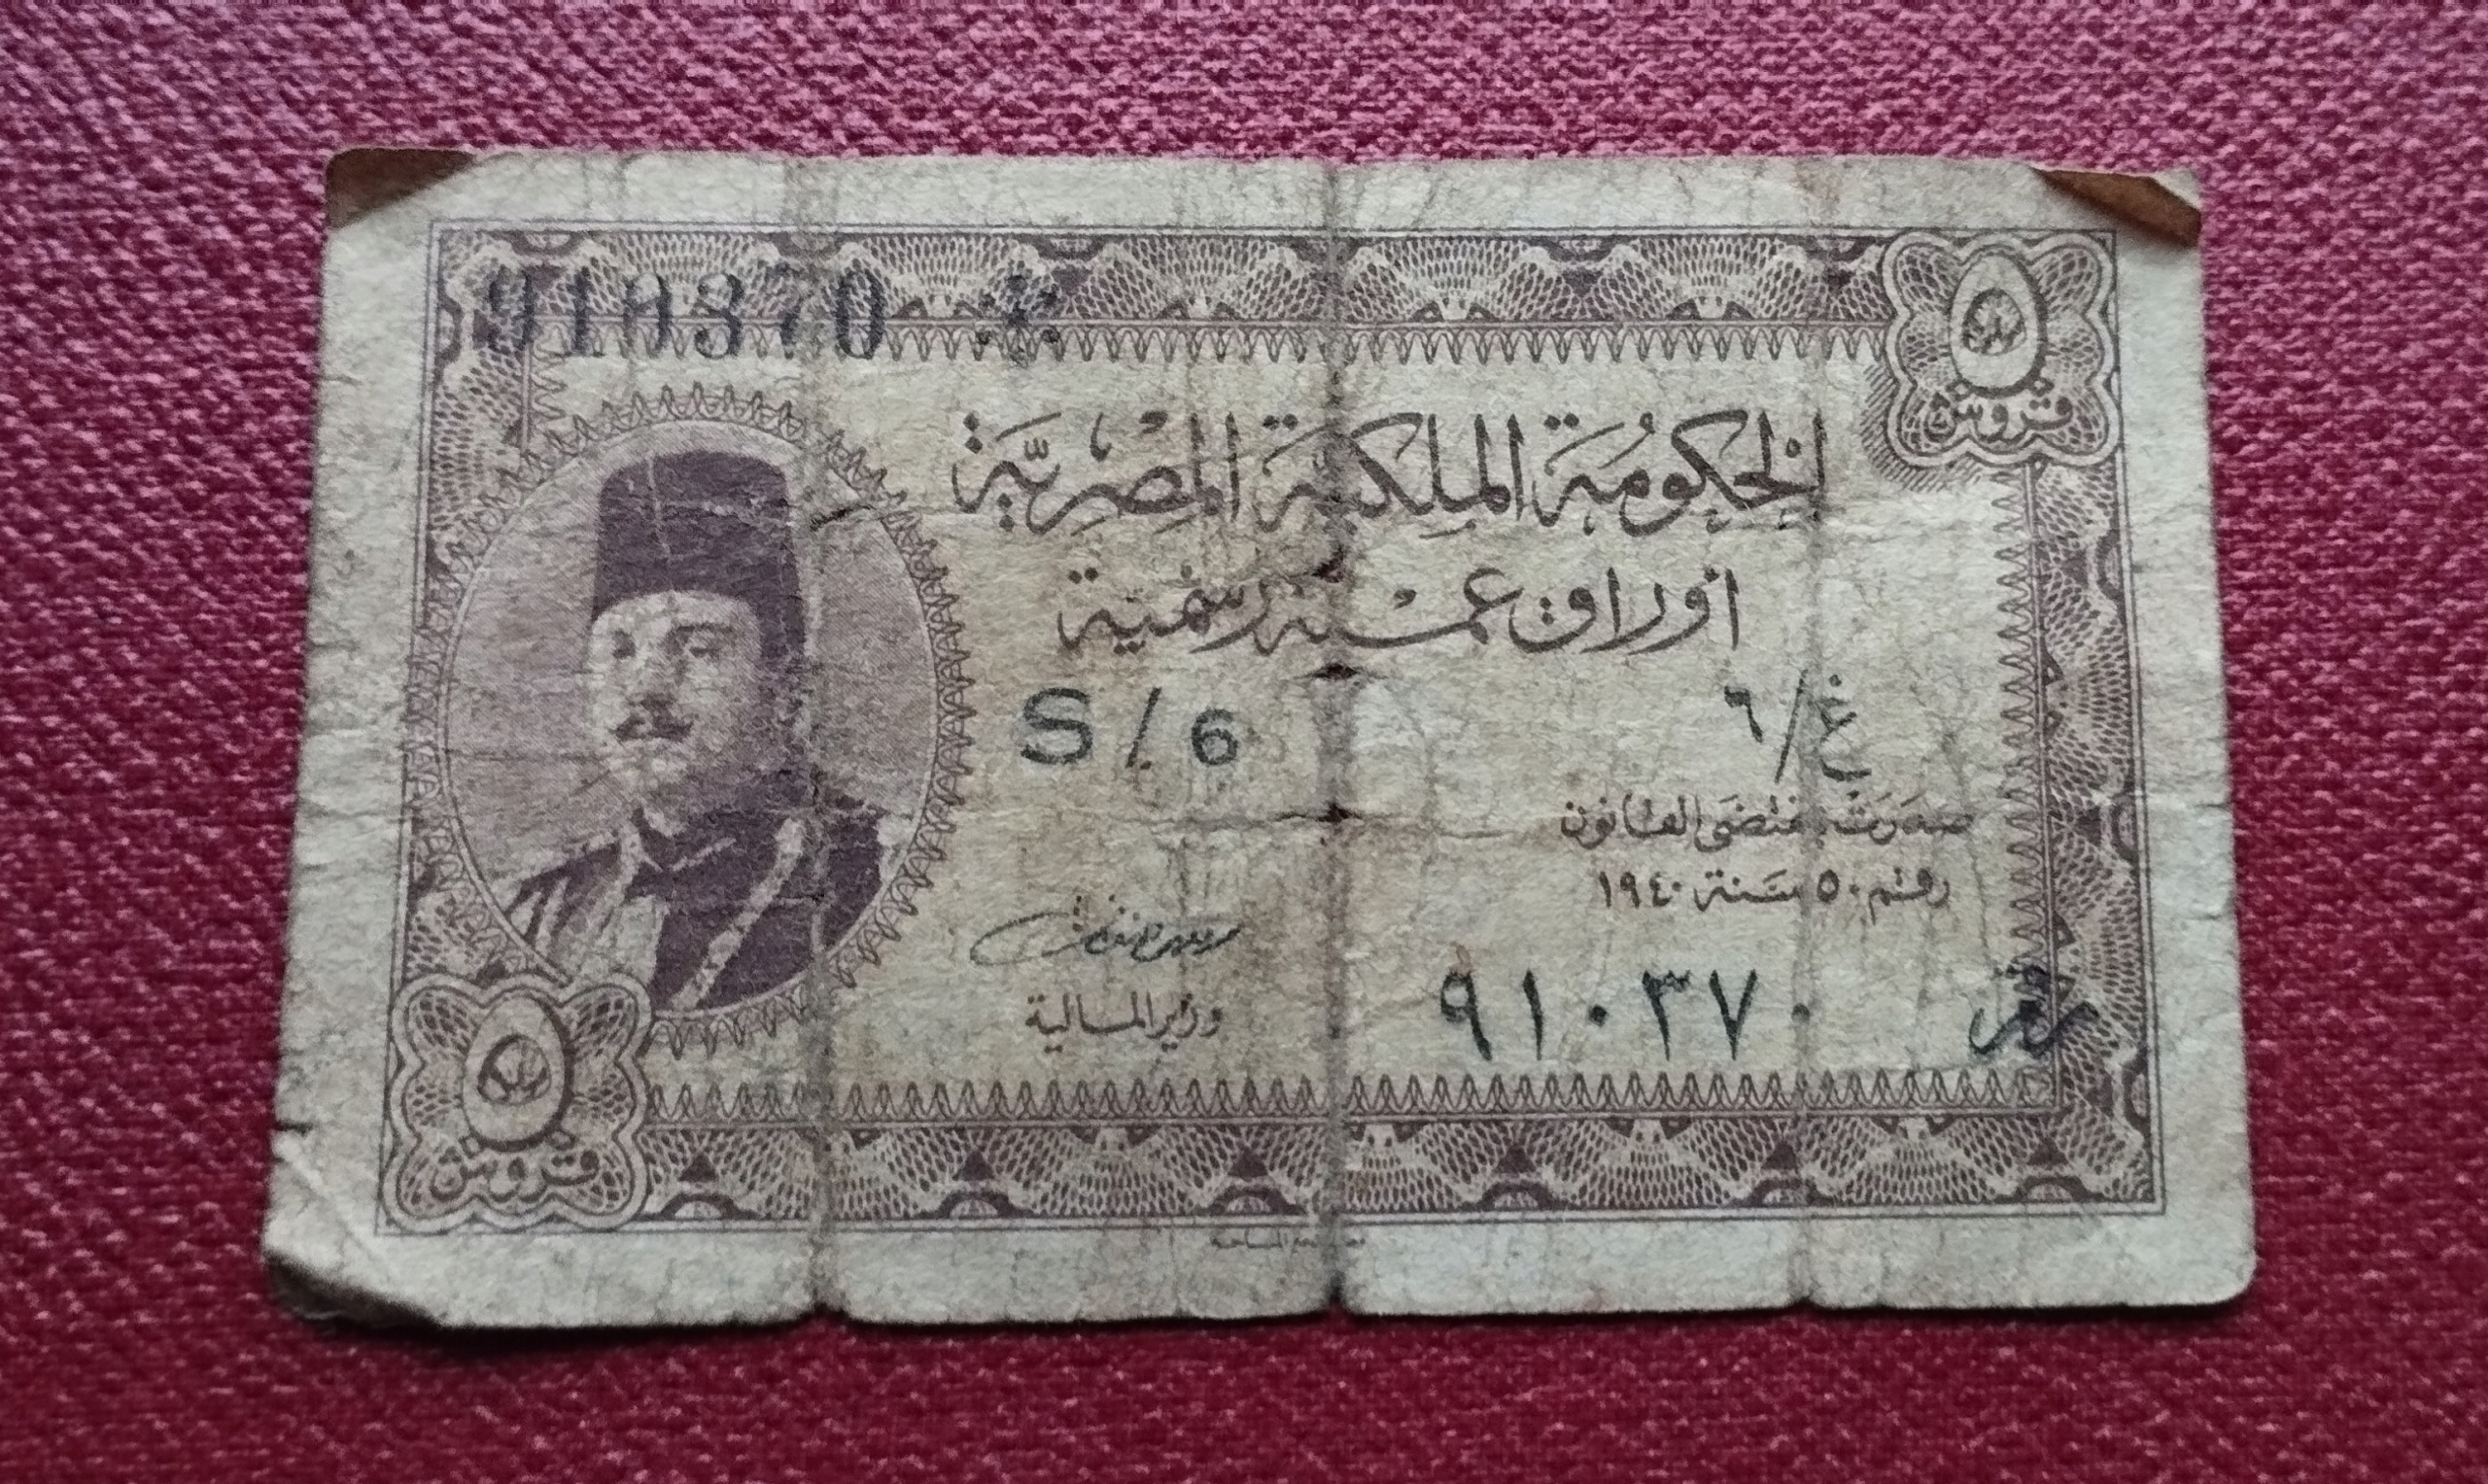 910370 *
٥
قروش
الحكومة الملكية المصرية
أوراق عملة رسمية
S/6
غ/٦
صدرت بمقتضى القانون
رقم ٥٠ سنة ١٩٤٠
وزير المالية
رقم ٩١٠٣٧٠
٥
قروش